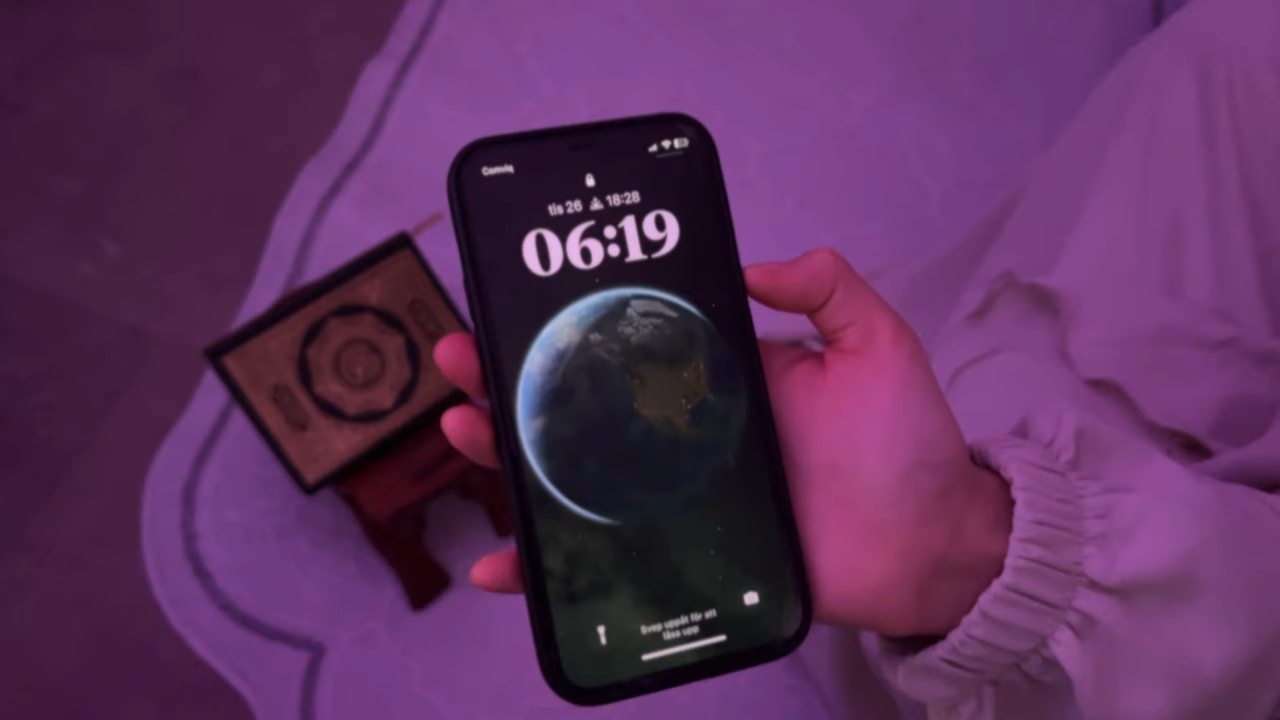 Comviq
tis 26 18:28
06:19
Svep uppåt för att
låsa upp